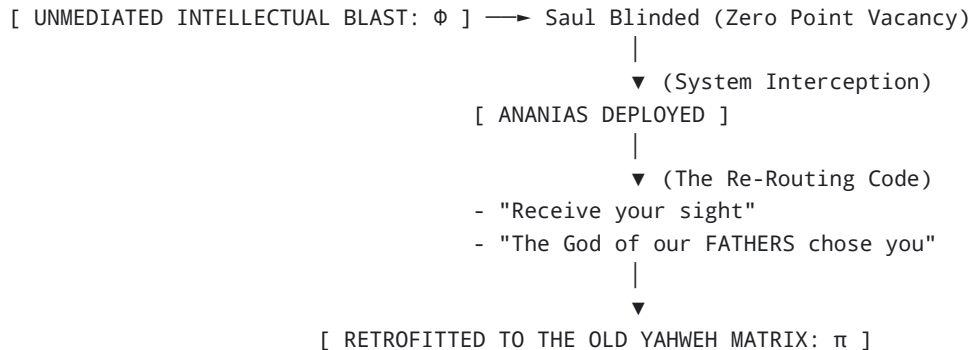 [ UNMEDIATED INTELLECTUAL BLAST: Φ ] ──► Saul Blinded (Zero Point Vacancy)
│
▼ (System Interception)
[ ANANIAS DEPLOYED ]
│
▼ (The Re-Routing Code)
- "Receive your sight"
- "The God of our FATHERS chose you"
│
▼
[ RETROFITTED TO THE OLD YAHWEH MATRIX: π ]